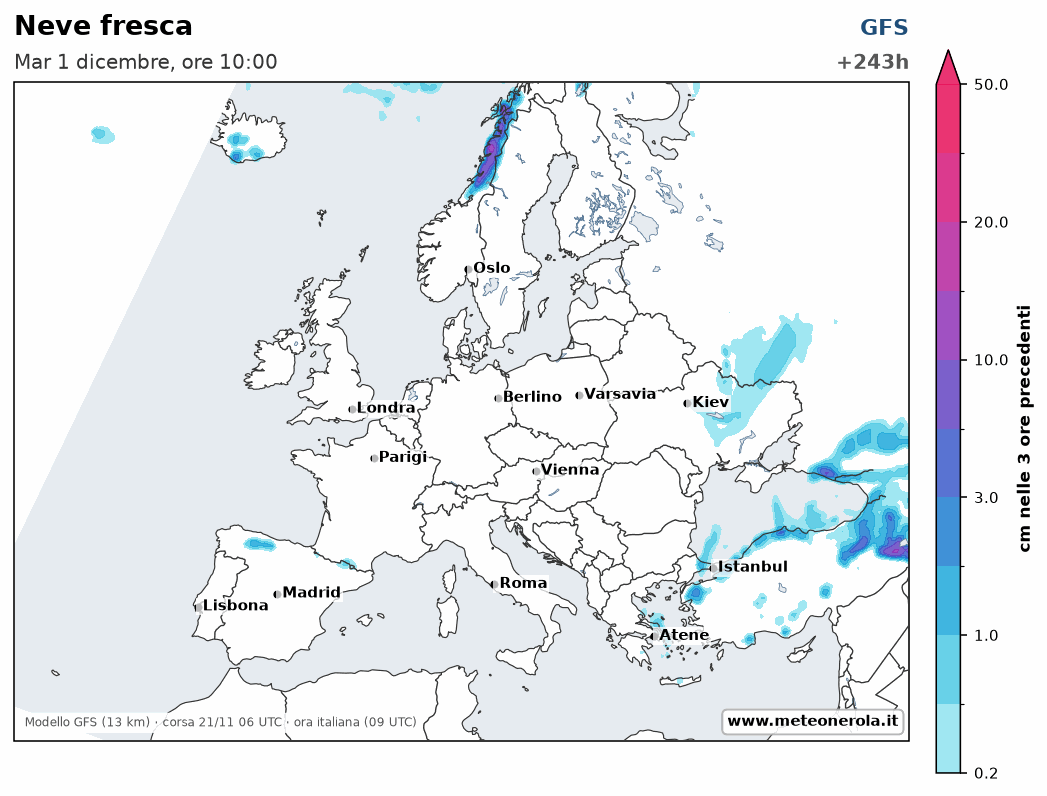 Neve fresca
GFS
Mar 1 dicembre, ore 10:00
+243h
50.0
20.0
10.0
3.0
1.0
0.2
cm nelle 3 ore precedenti
Oslo
Londra
Berlino
Varsavia
Kiev
Parigi
Vienna
Istanbul
Roma
Madrid
Lisbona
Atene
Modello GFS (13 km) · corsa 21/11 06 UTC · ora italiana (09 UTC)
www.meteonerola.it